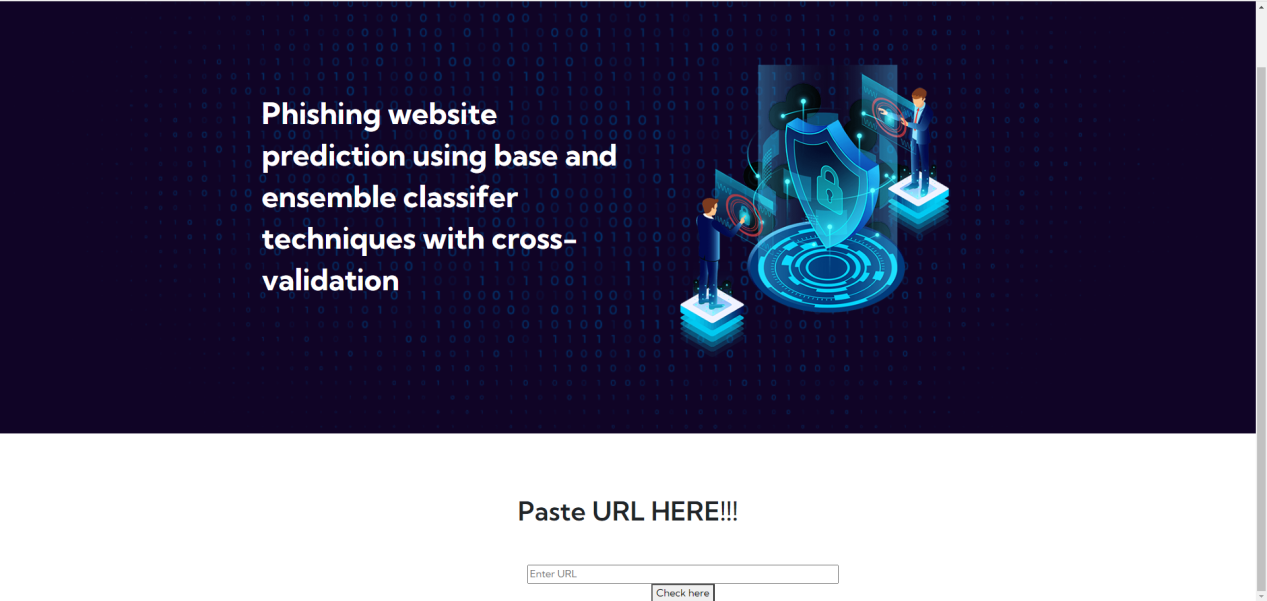 Phishing website
prediction using base and
ensemble classifer
techniques with cross-
validation
Paste URL HERE!!!
Enter URL
Check here